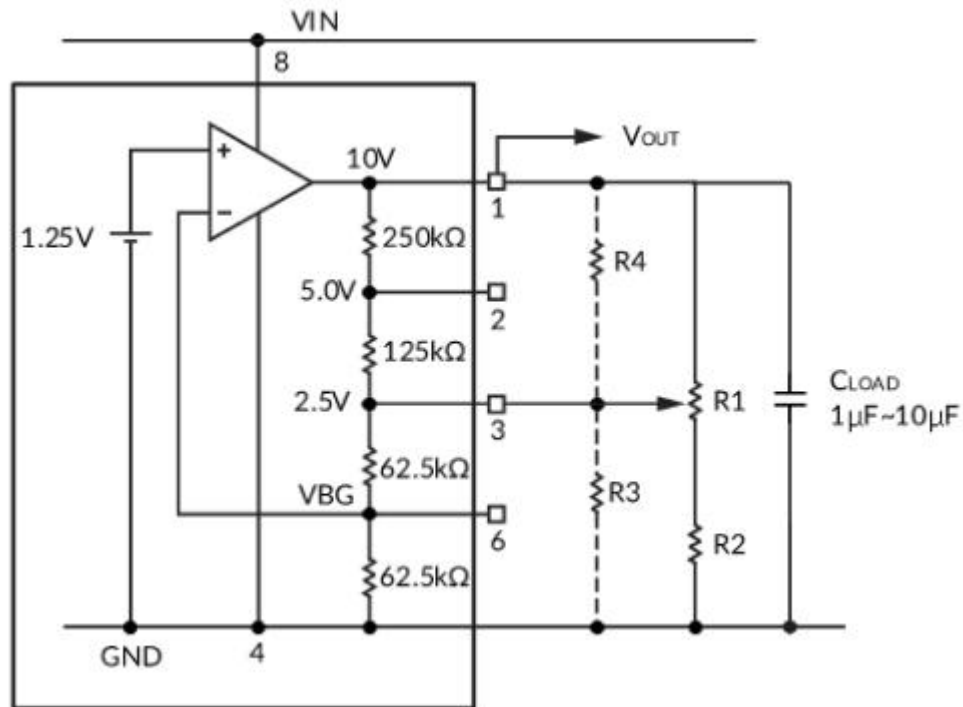 VIN
8
VOUT
10V
1
1.25V
250kΩ
R4
5.0V
2
125kΩ
CLOAD
1µF~10µF
2.5V
3
R1
62.5kΩ
R3
VBG
6
R2
62.5kΩ
GND
4